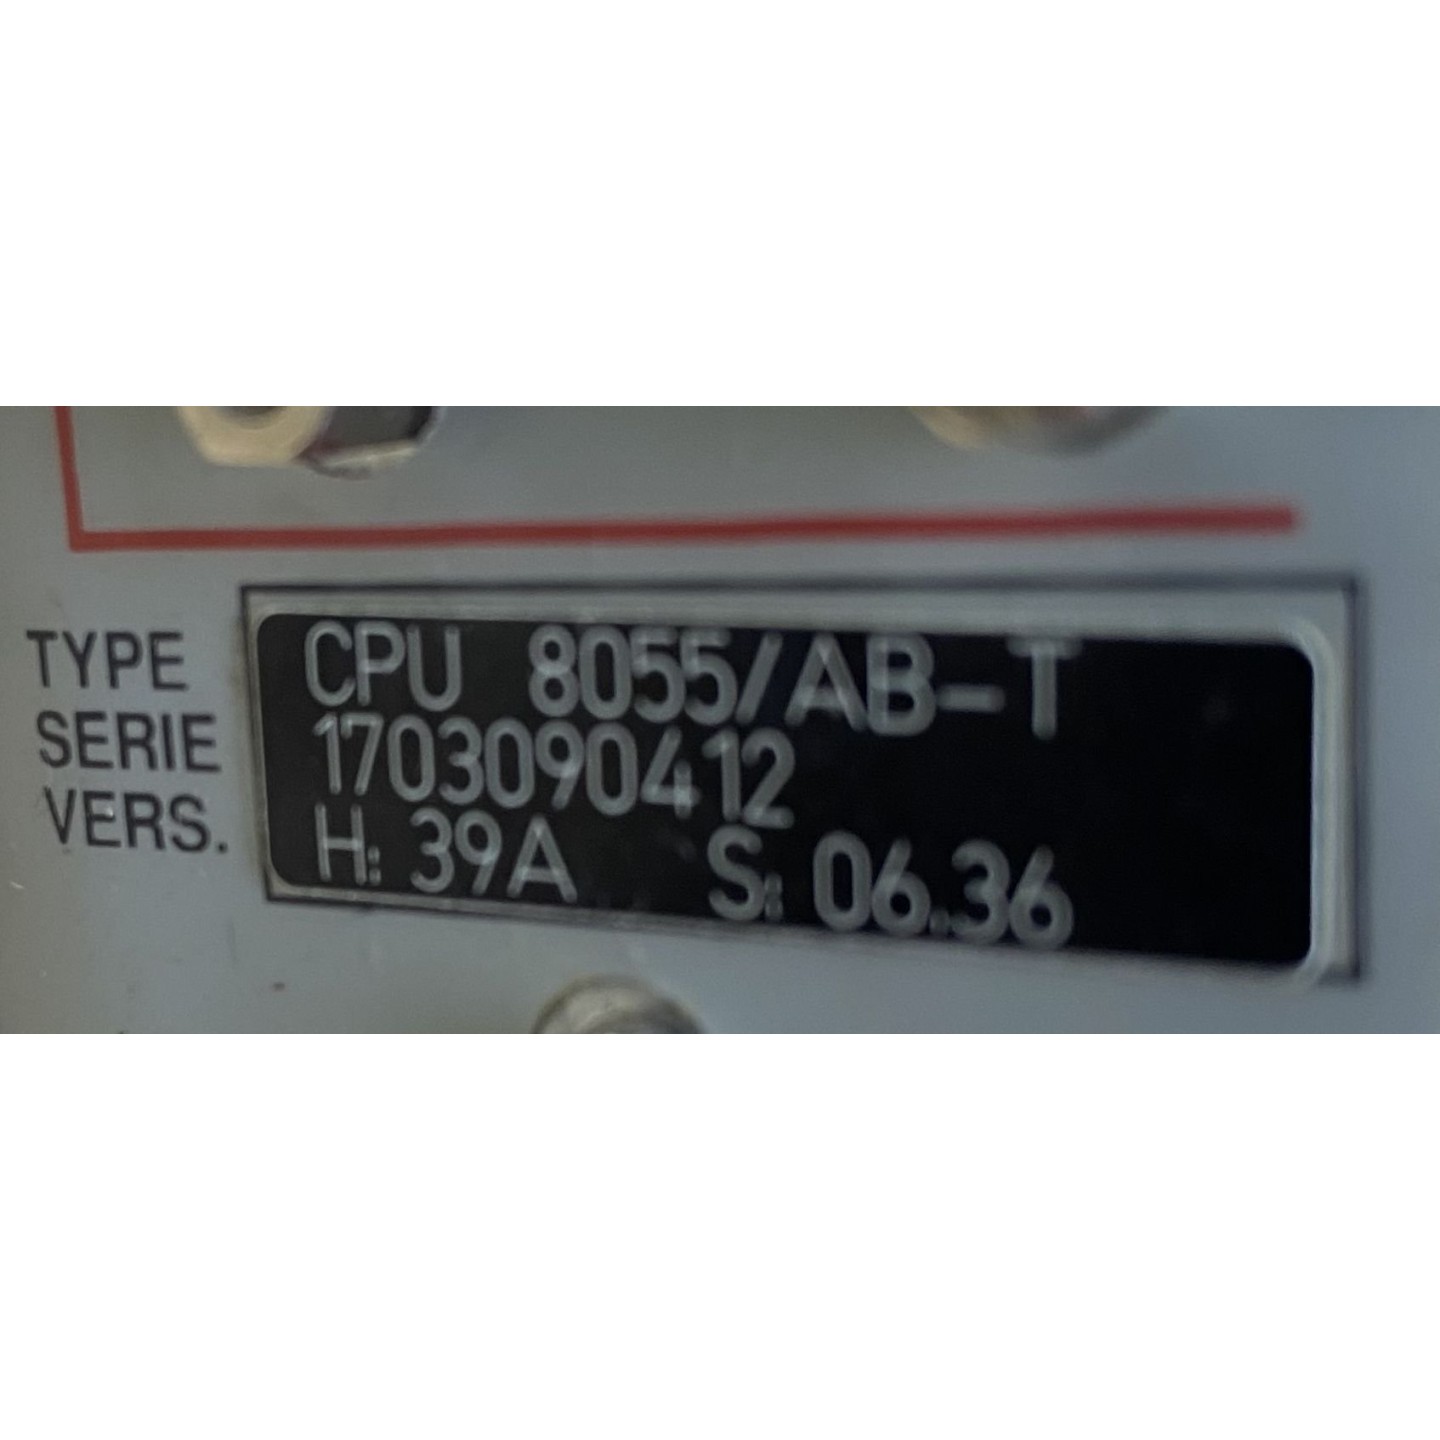 TYPE CPU 8055/AB-T
SERIE 1703090412
VERS. H: 39A S: 06.36